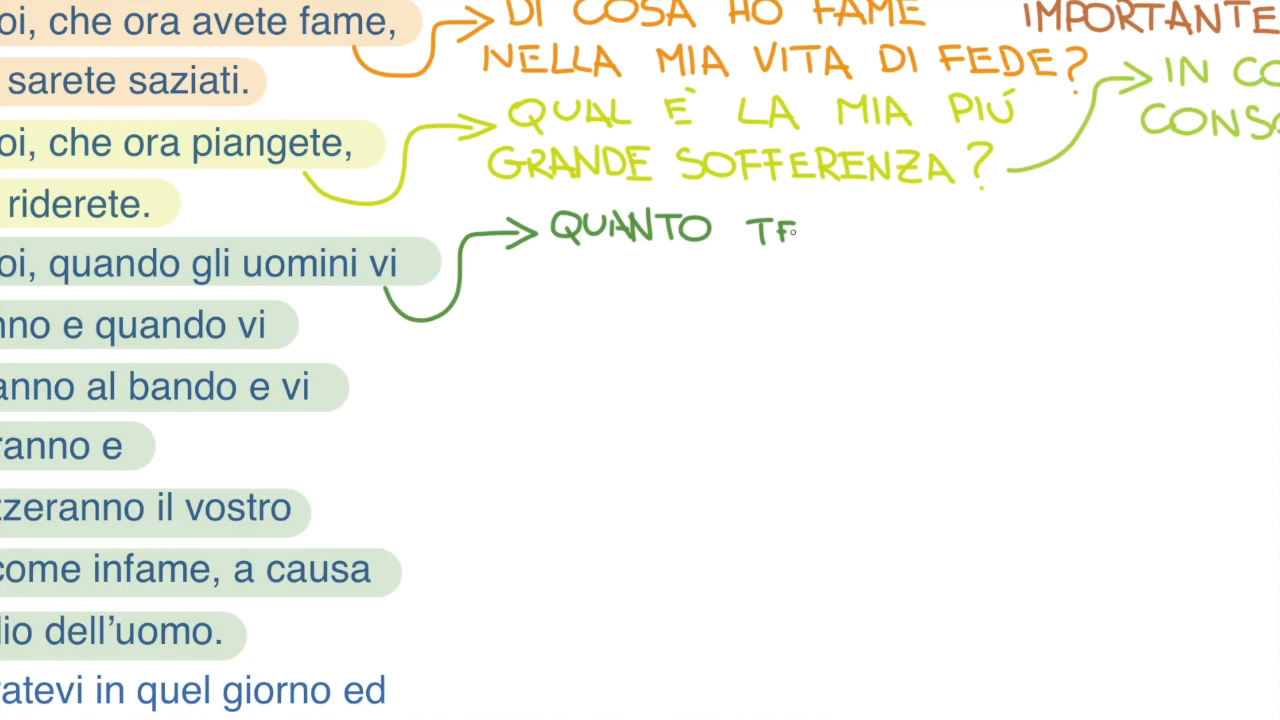 oi, che ora avete fame,
sarete saziati.
oi, che ora piangete,
riderete.
oi, quando gli uomini vi
nno e quando vi
anno al bando e vi
ranno e
zzeranno il vostro
come infame, a causa
lio dell'uomo.
atevi in quel giorno ed
DI COSA HO FAME
NELLA MIA VITA DI FEDE?
QUAL È LA MIA PIÚ
GRANDE SOFFERENZA?
QUANTO TF
IMPORTANTE
IN CO
CONSO